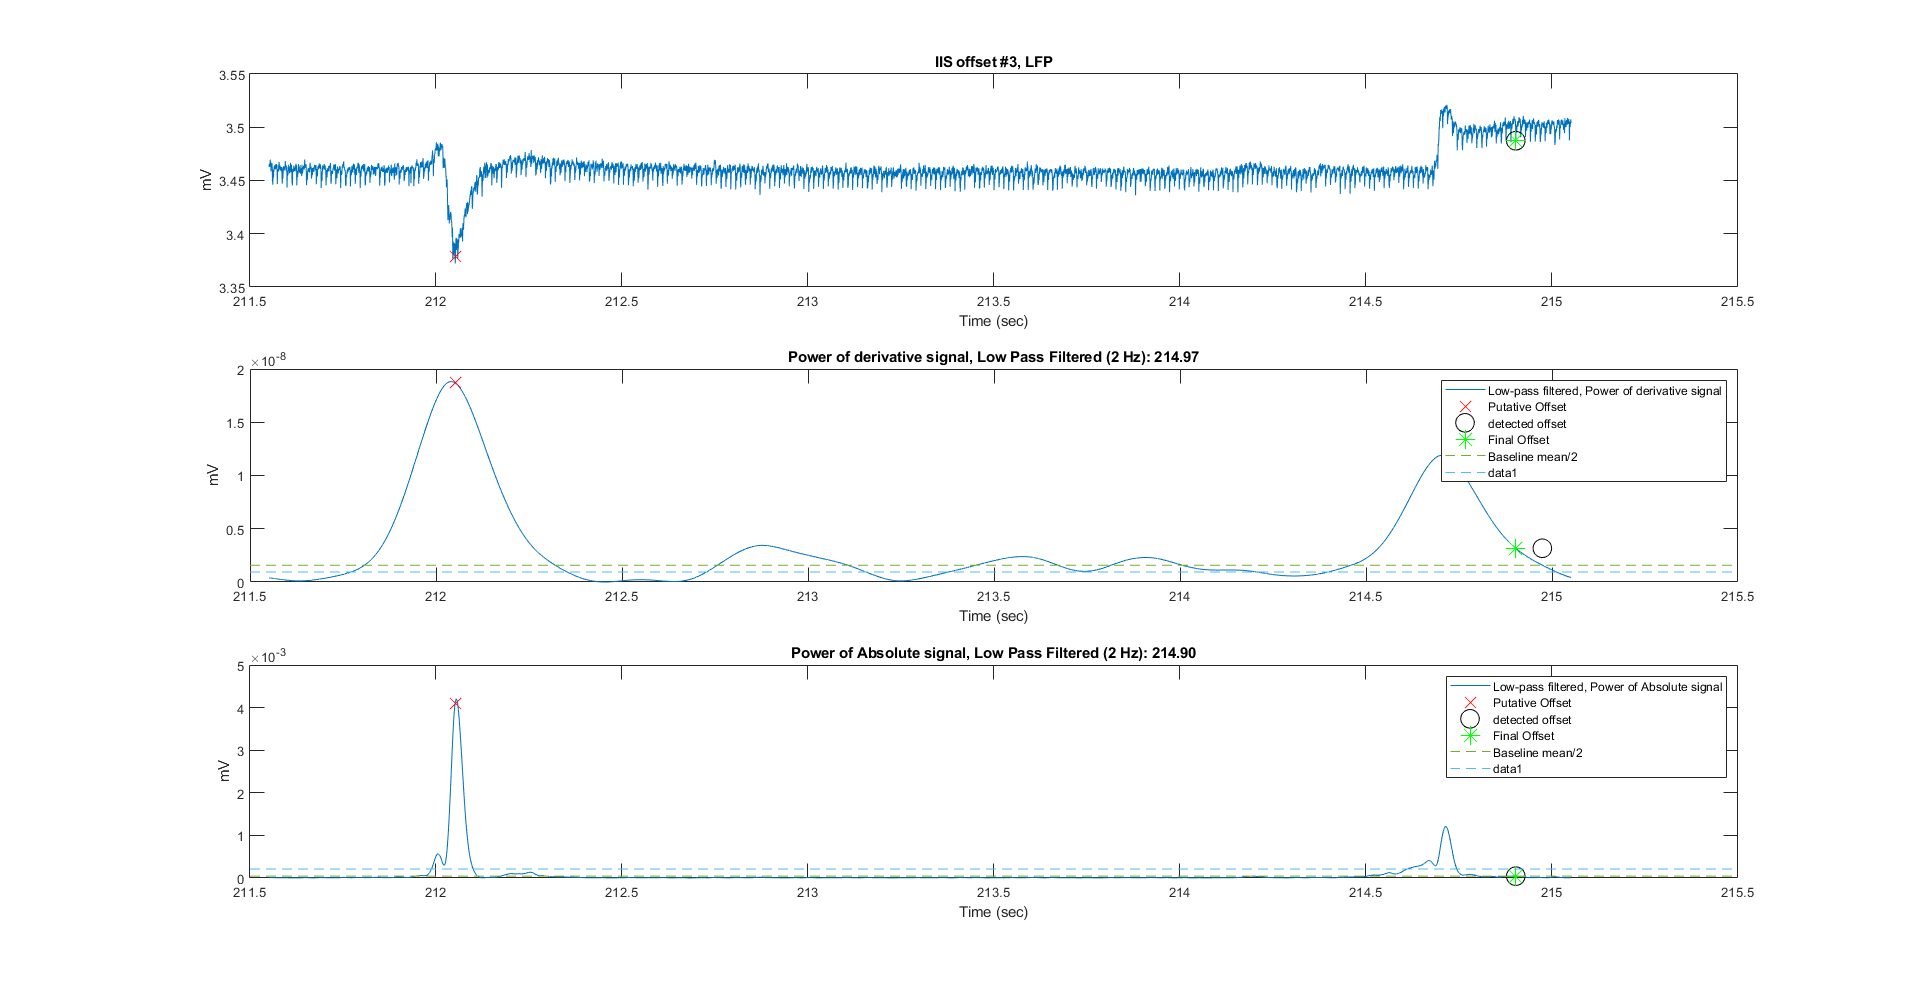 IIS offset #3, LFP
3.55
3.5
3.45
3.4
3.35
mV
211.5 212 212.5 213 213.5 214 214.5 215 215.5
Time (sec)
Power of derivative signal, Low Pass Filtered (2 Hz): 214.97
×10-8
2
1.5
1
0.5
0
mV
Low-pass filtered, Power of derivative signal
Putative Offset
detected offset
Final Offset
Baseline mean/2
data1
211.5 212 212.5 213 213.5 214 214.5 215 215.5
Time (sec)
Power of Absolute signal, Low Pass Filtered (2 Hz): 214.90
×10-3
5
4
3
2
1
0
mV
Low-pass filtered, Power of Absolute signal
Putative Offset
detected offset
Final Offset
Baseline mean/2
data1
211.5 212 212.5 213 213.5 214 214.5 215 215.5
Time (sec)